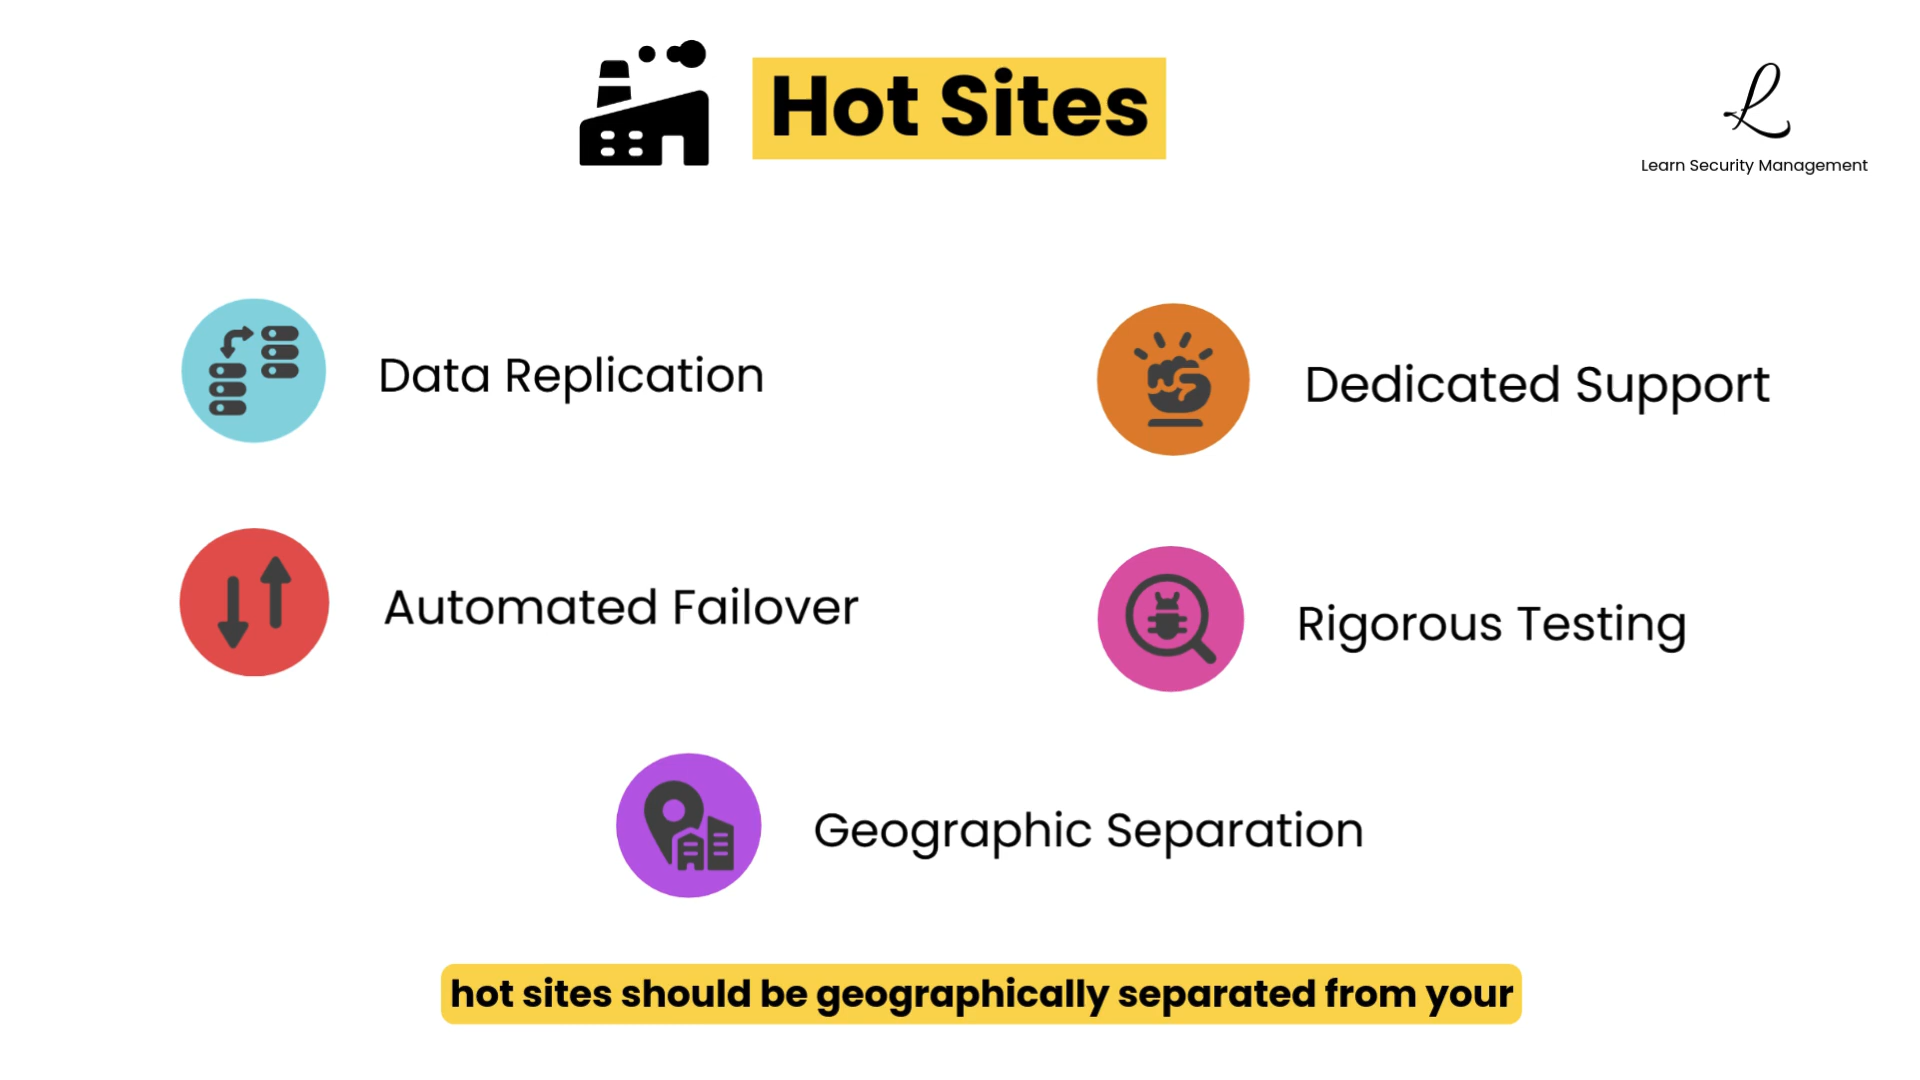 Hot Sites
L
Learn Security Management
Data Replication
Dedicated Support
Automated Failover
Rigorous Testing
Geographic Separation
hot sites should be geographically separated from your